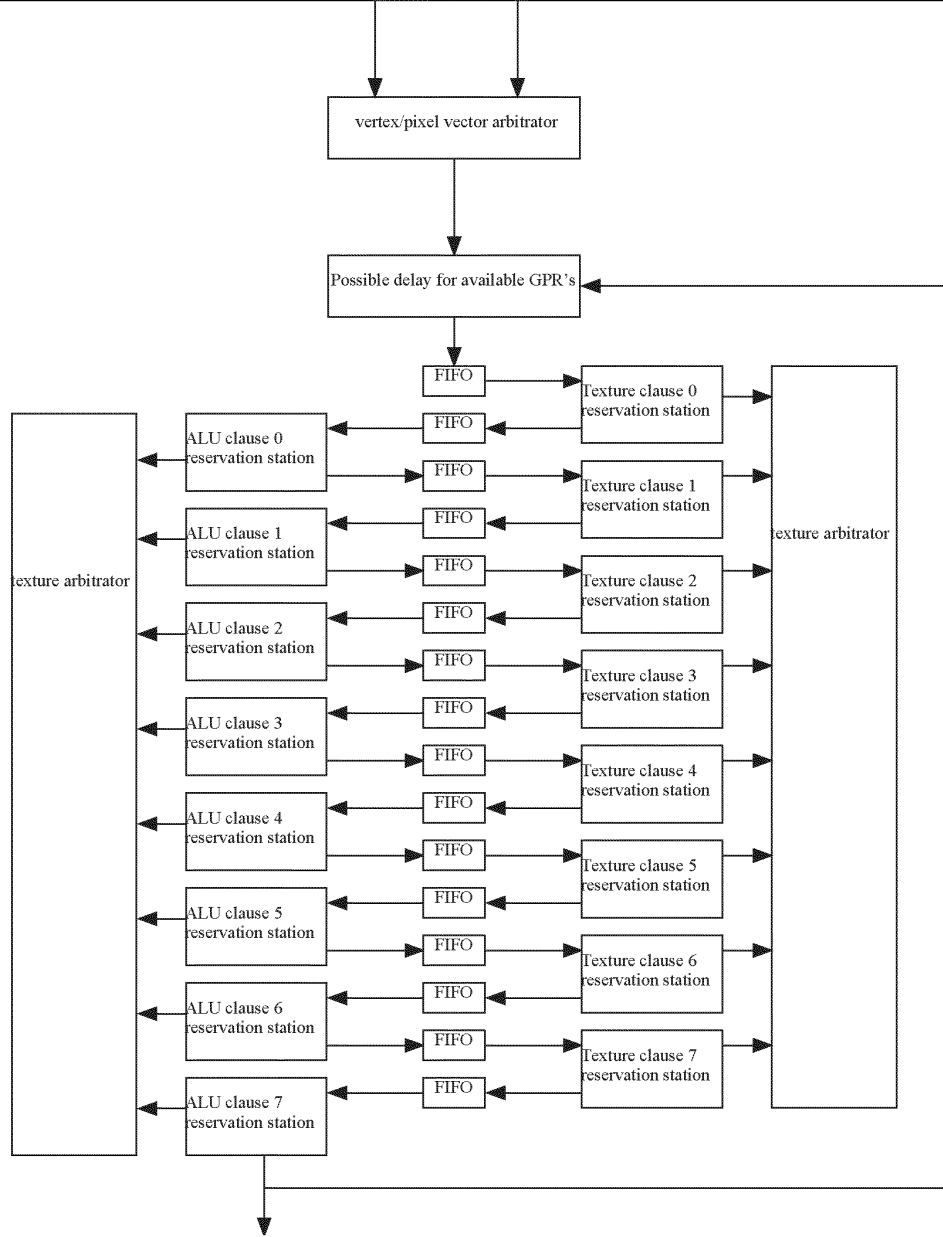 vertex/pixel vector arbitrator
Possible delay for available GPR's
FIFO
Texture clause 0
reservation station
FIFO
ALU clause 0
reservation station
FIFO
Texture clause 1
reservation station
FIFO
ALU clause 1
reservation station
texture arbitrator
texture arbitrator
FIFO
Texture clause 2
reservation station
FIFO
ALU clause 2
reservation station
FIFO
Texture clause 3
reservation station
FIFO
ALU clause 3
reservation station
FIFO
Texture clause 4
reservation station
FIFO
ALU clause 4
reservation station
FIFO
Texture clause 5
reservation station
FIFO
ALU clause 5
reservation station
FIFO
Texture clause 6
reservation station
FIFO
ALU clause 6
reservation station
FIFO
Texture clause 7
reservation station
FIFO
ALU clause 7
reservation station